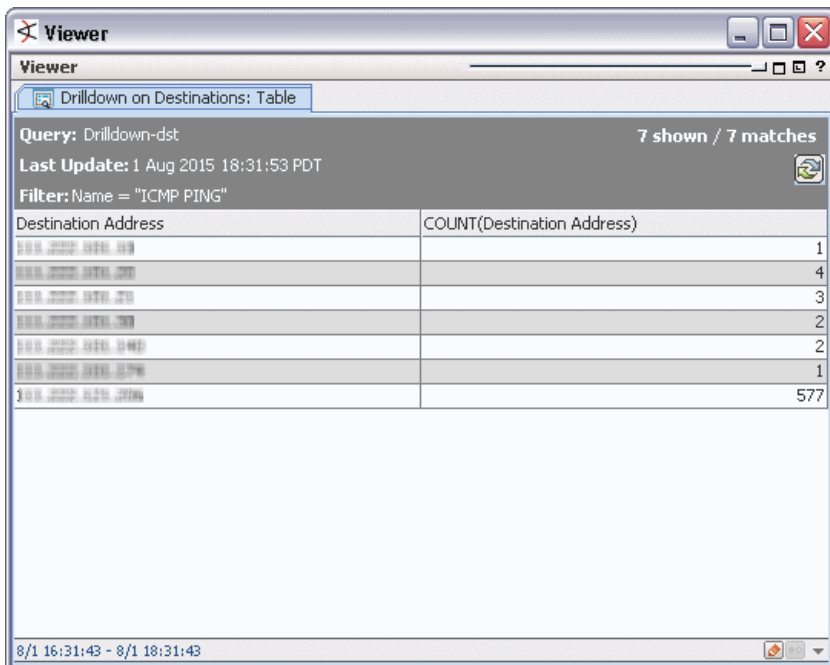 Viewer
Viewer ?
Drilldown on Destinations: Table
Query: Drilldown-dst 7 shown / 7 matches
Last Update: 1 Aug 2015 18:31:53 PDT
Filter: Name = "ICMP PING"
Destination Address COUNT(Destination Address)
1
4
3
2
2
1
577
8/1 16:31:43 - 8/1 18:31:43